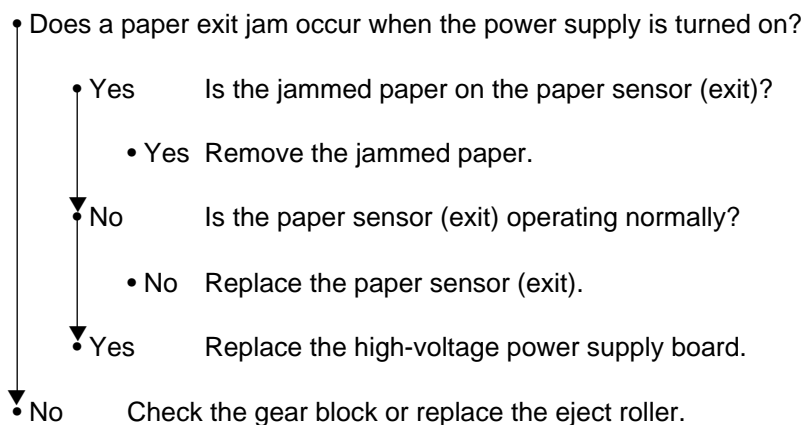 • Does a paper exit jam occur when the power supply is turned on?
• Yes Is the jammed paper on the paper sensor (exit)?
• Yes Remove the jammed paper.
• No Is the paper sensor (exit) operating normally?
• No Replace the paper sensor (exit).
• Yes Replace the high-voltage power supply board.
• No Check the gear block or replace the eject roller.